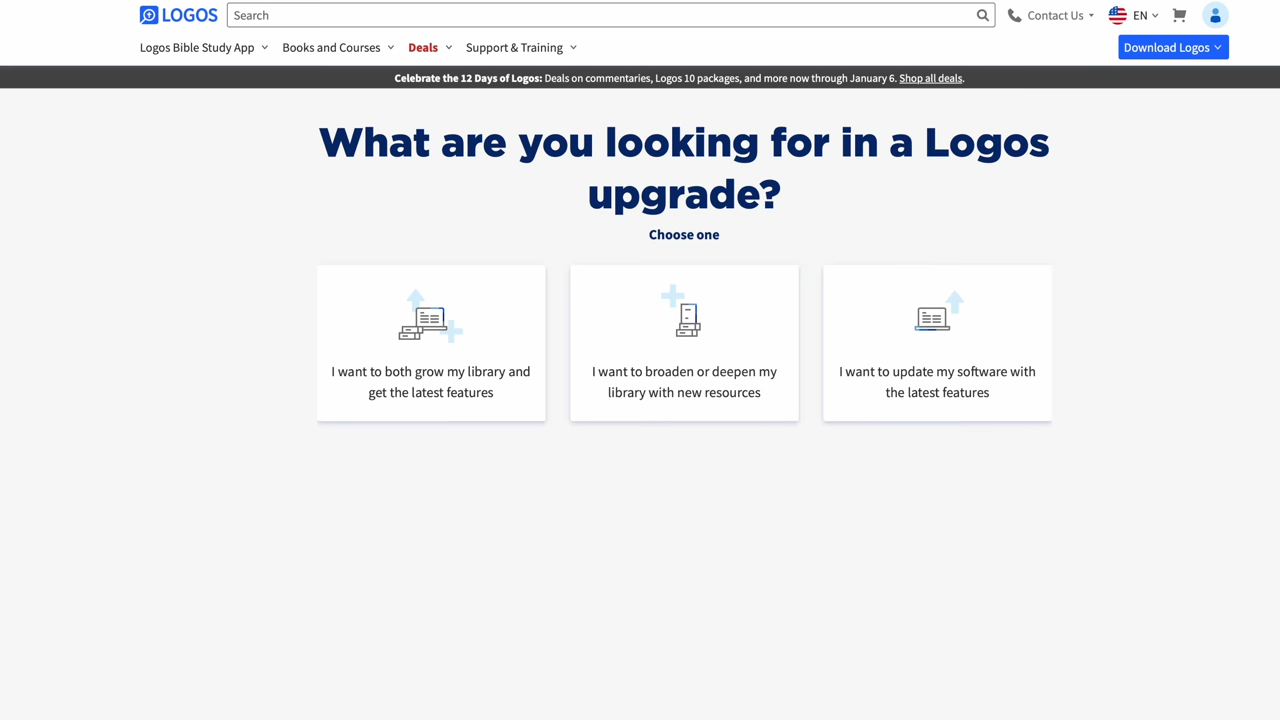 LOGOS
Search
Contact Us
EN
Logos Bible Study App
Books and Courses
Deals
Support & Training
Download Logos
Celebrate the 12 Days of Logos: Deals on commentaries, Logos 10 packages, and more now through January 6. Shop all deals.
What are you looking for in a Logos
upgrade?
Choose one
I want to both grow my library and
get the latest features
I want to broaden or deepen my
library with new resources
I want to update my software with
the latest features